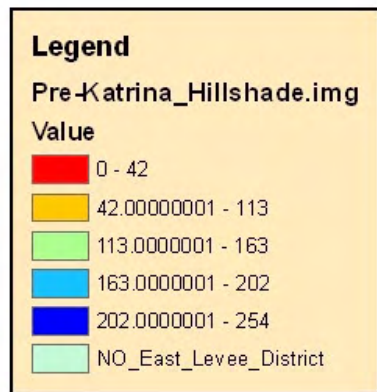 Legend
Pre-Katrina_Hillshade.img
Value
0 - 42
42.00000001 - 113
113.0000001 - 163
163.0000001 - 202
202.0000001 - 254
NO_East_Levee_District